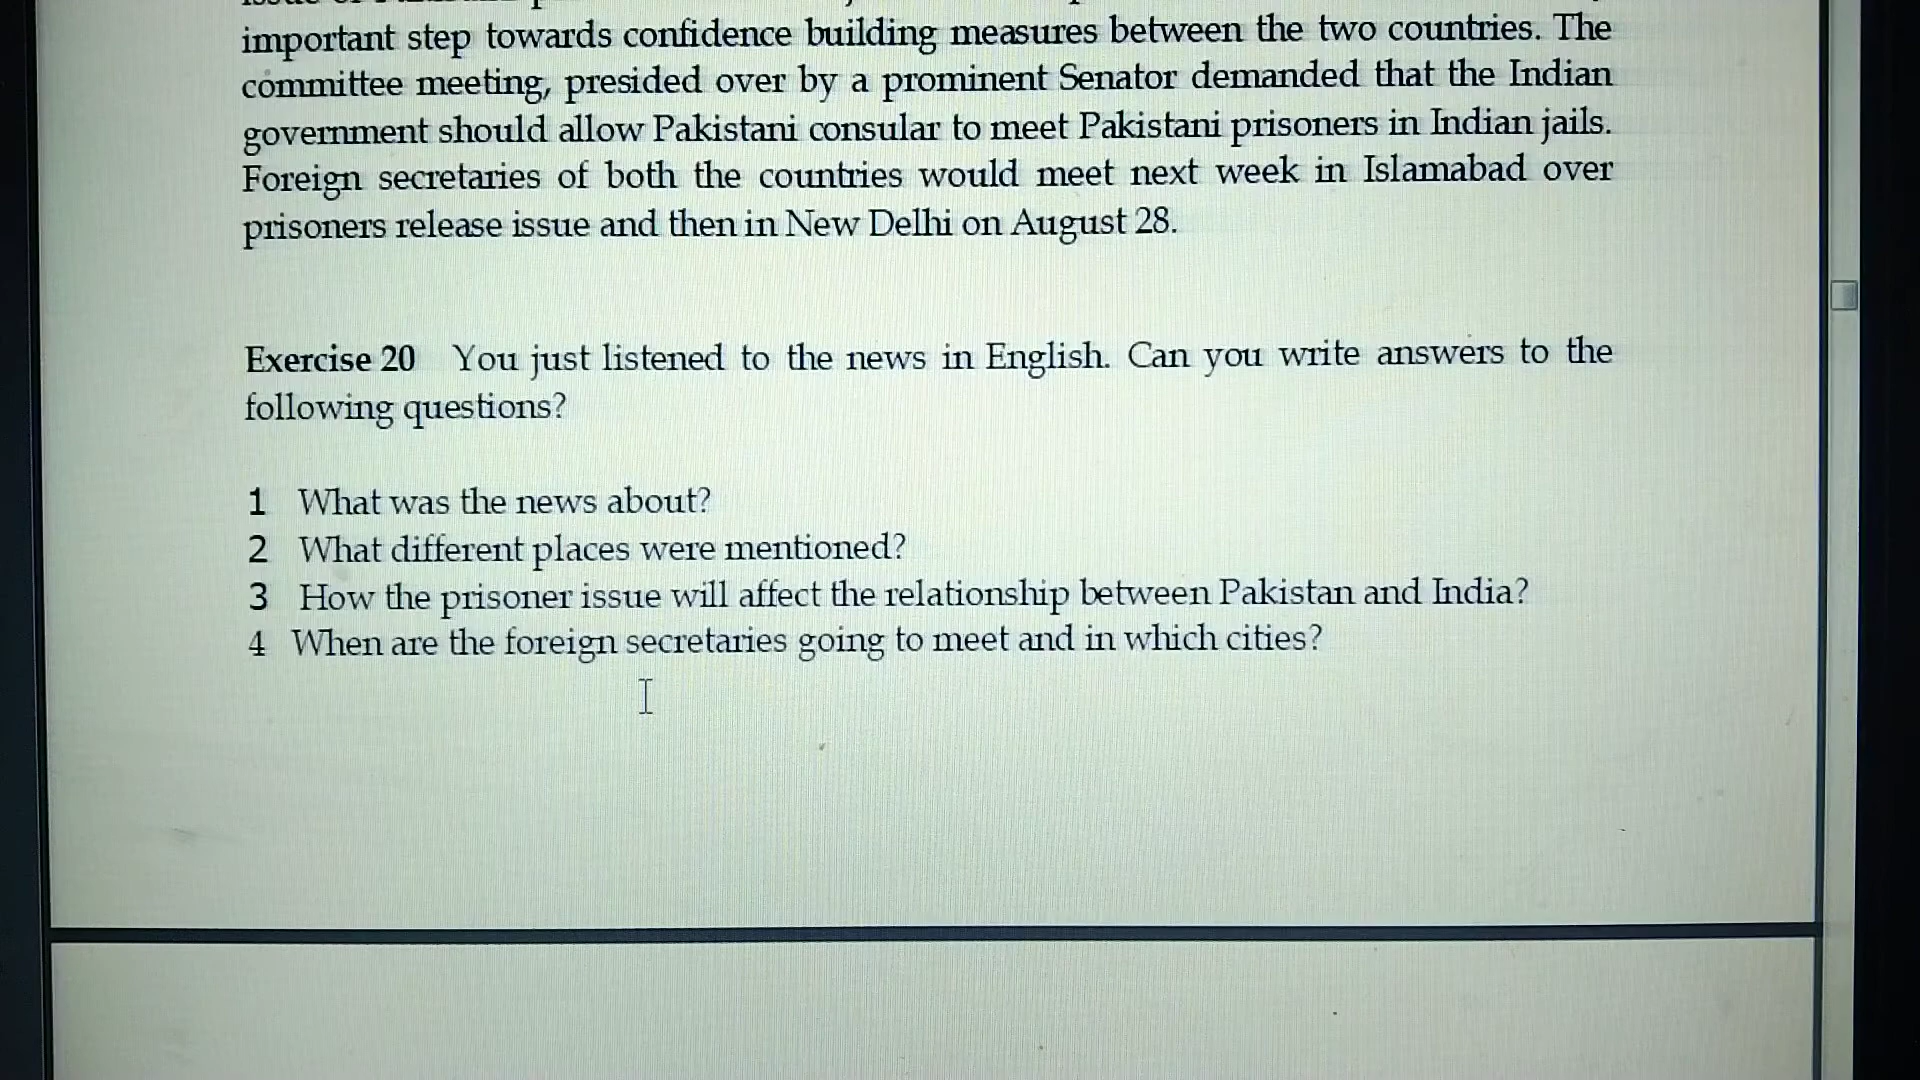 important step towards confidence building measures between the two countries. The
committee meeting, presided over by a prominent Senator demanded that the Indian
government should allow Pakistani consular to meet Pakistani prisoners in Indian jails.
Foreign secretaries of both the countries would meet next week in Islamabad over
prisoners release issue and then in New Delhi on August 28.
Exercise 20 You just listened to the news in English. Can you write answers to the
following questions?
1 What was the news about?
2 What different places were mentioned?
3 How the prisoner issue will affect the relationship between Pakistan and India?
4 When are the foreign secretaries going to meet and in which cities?